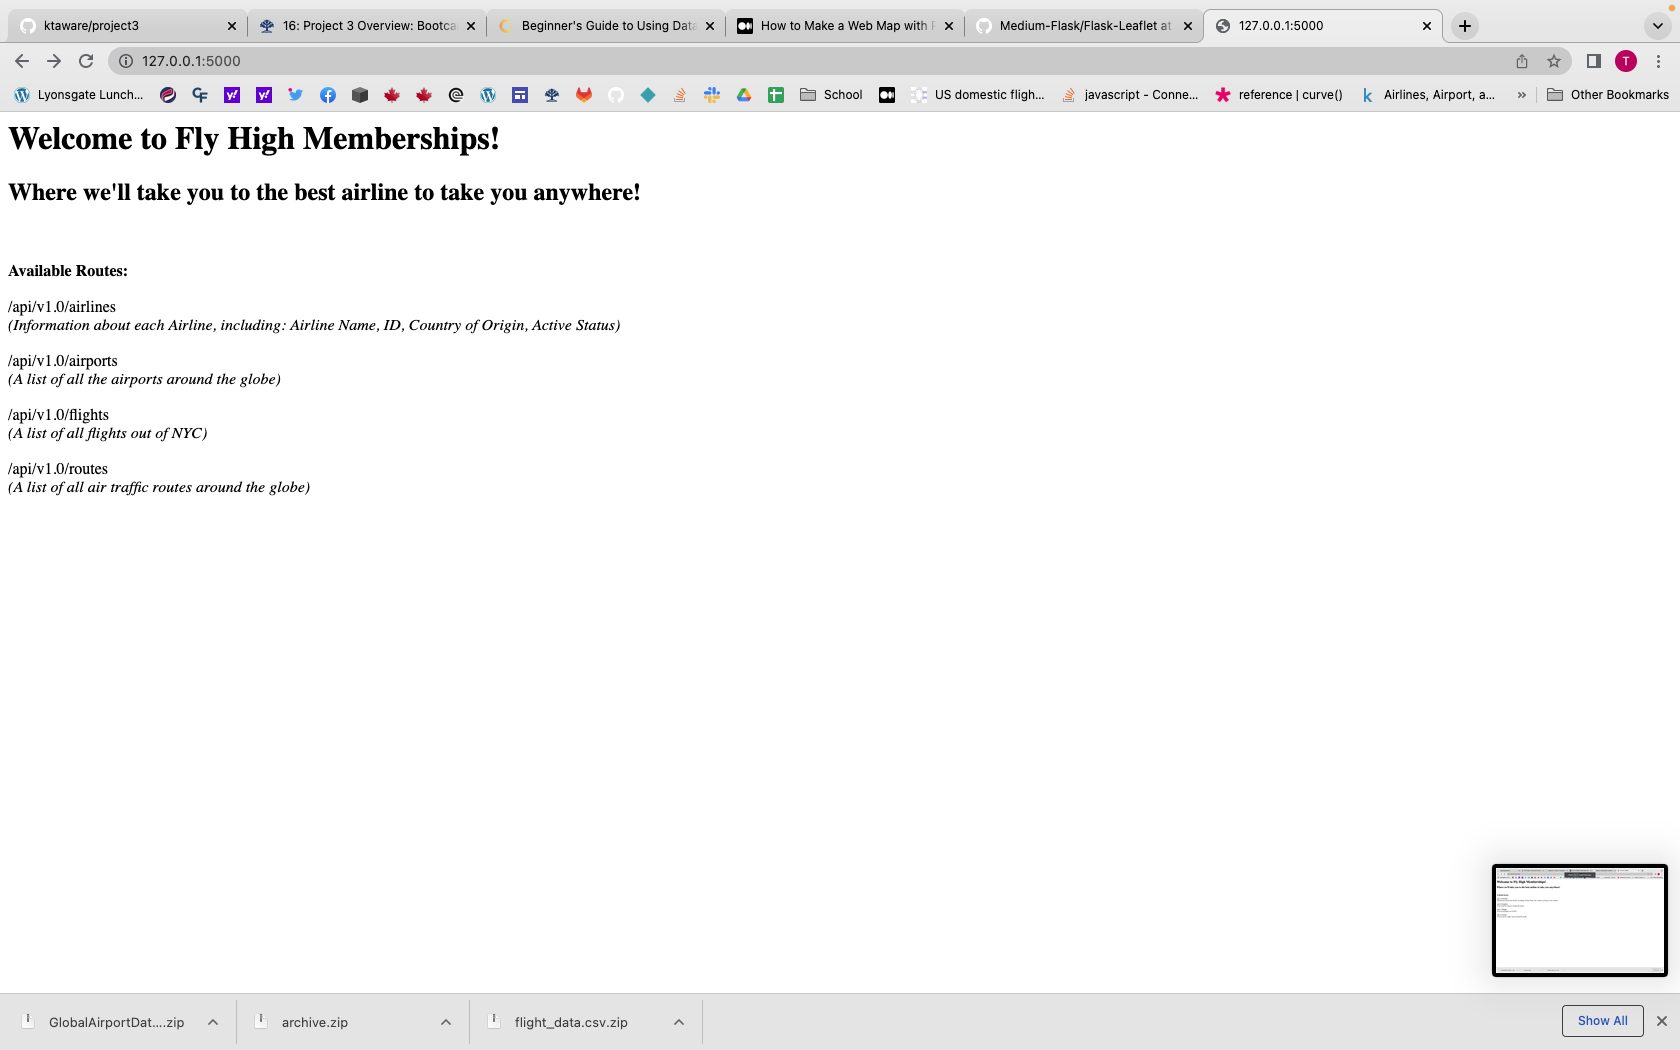 ktaware/project3
16: Project 3 Overview: Bootca
Beginner's Guide to Using Data
How to Make a Web Map with
Medium-Flask/Flask-Leaflet at
127.0.0.1:5000
127.0.0.1:5000
T
Lyonsgate Lunch...
School
US domestic fligh...
javascript - Conne...
reference | curve()
Airlines, Airport, a...
»
Other Bookmarks
Welcome to Fly High Memberships!
Where we'll take you to the best airline to take you anywhere!
Available Routes:
/api/v1.0/airlines
(Information about each Airline, including: Airline Name, ID, Country of Origin, Active Status)
/api/v1.0/airports
(A list of all the airports around the globe)
/api/v1.0/flights
(A list of all flights out of NYC)
/api/v1.0/routes
(A list of all air traffic routes around the globe)
GlobalAirportDat....zip
archive.zip
flight_data.csv.zip
Show All